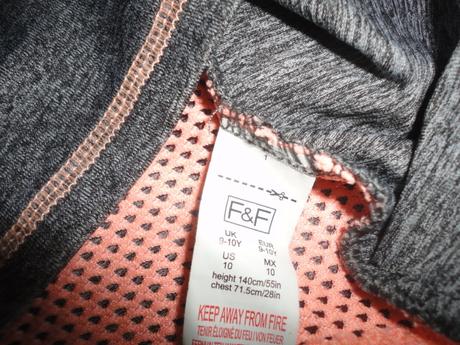 1
F&F
UK EUR
9-10Y 9-10Y
US MX
10 10
height 140cm/55in
chest 71.5cm/28in
KEEP AWAY FROM FIRE
TENIR ÉLOIGNÉ DU FEU/VON FEUER